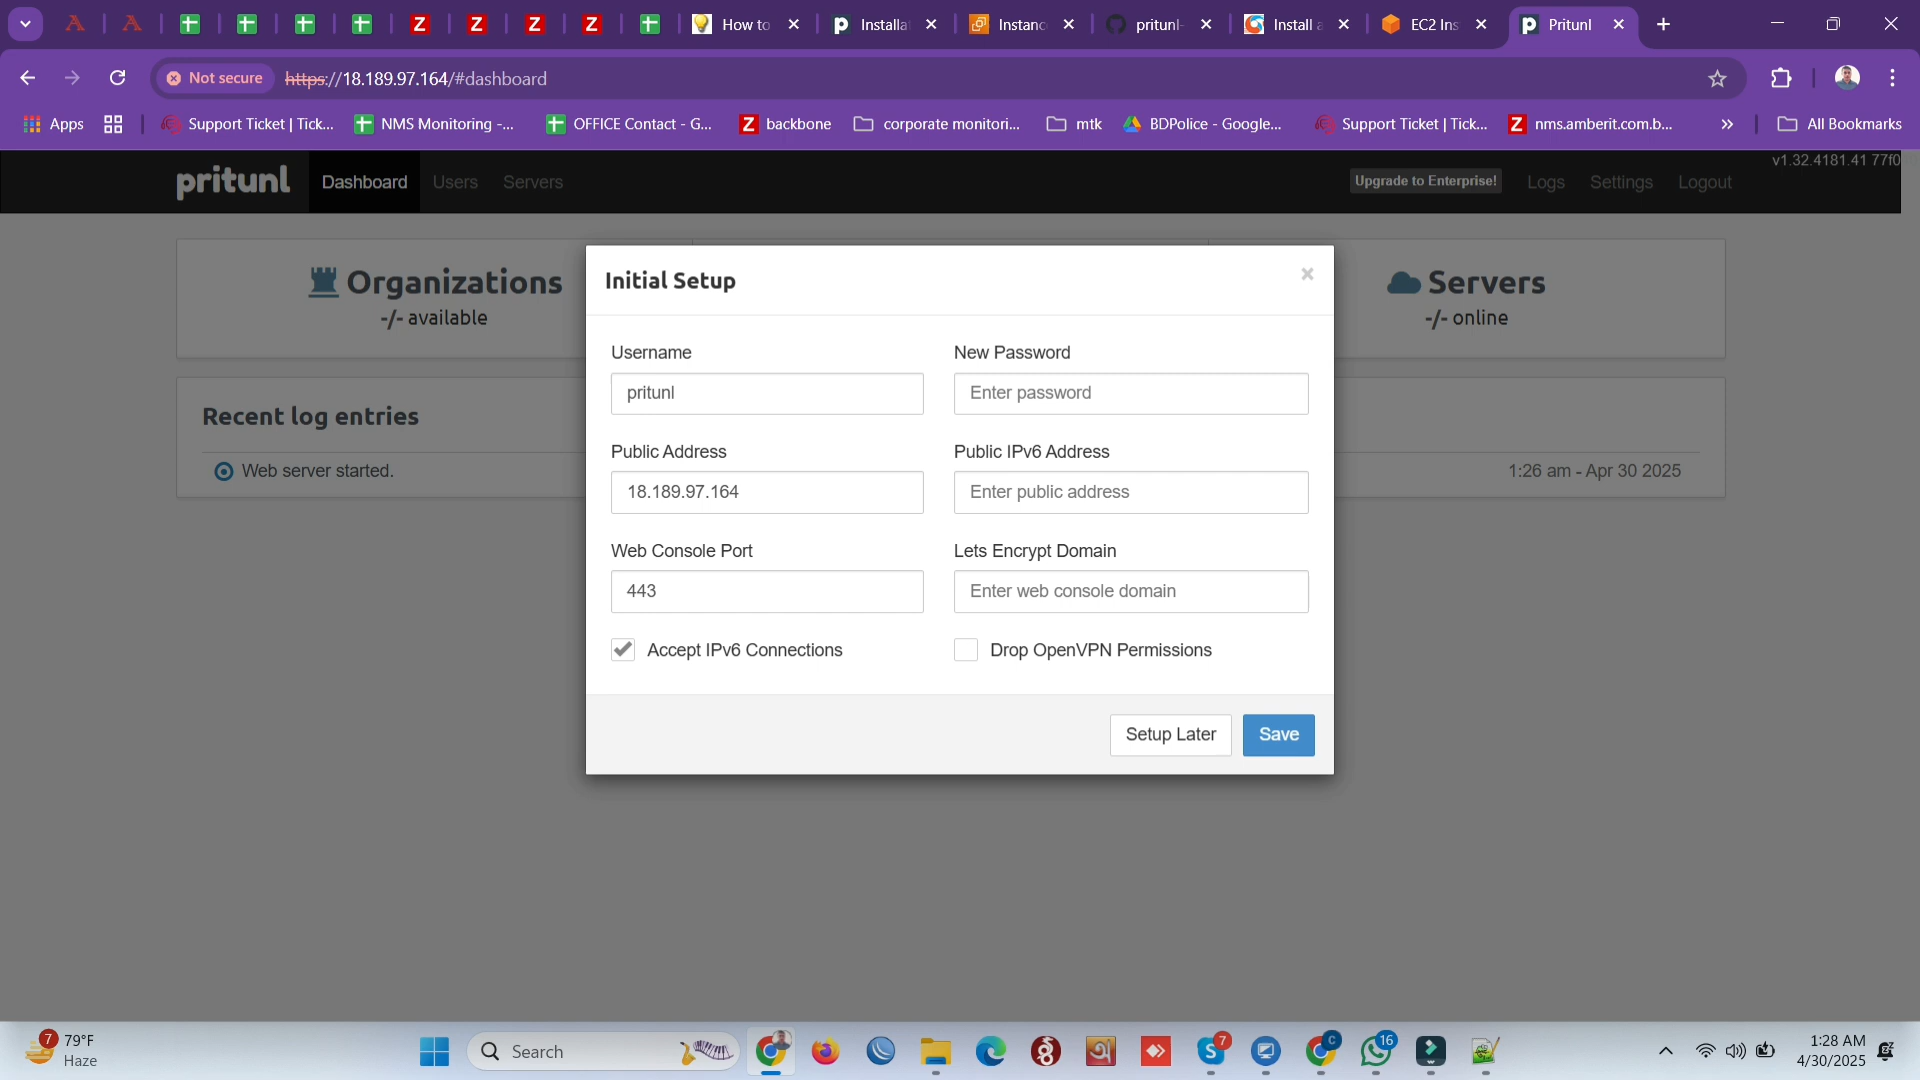 How to
Installa
Instanc
pritunl-
Install a
EC2 Ins
Pritunl
Not secure
https://18.189.97.164/#dashboard
Apps
Support Ticket | Tick...
NMS Monitoring -...
OFFICE Contact - G...
backbone
corporate monitori...
mtk
BDPolice - Google...
Support Ticket | Tick...
nms.amberit.com.b...
All Bookmarks
v1.32.4181.41 77f0
pritunl
Dashboard
Users
Servers
Upgrade to Enterprise!
Logs
Settings
Logout
Organizations
-/- available
Servers
-/- online
Recent log entries
Web server started.
1:26 am - Apr 30 2025
Initial Setup
Username
New Password
pritunl
Enter password
Public Address
Public IPv6 Address
18.189.97.164
Enter public address
Web Console Port
Lets Encrypt Domain
443
Enter web console domain
Accept IPv6 Connections
Drop OpenVPN Permissions
Setup Later
Save
7
79°F
Haze
Search
7
C
16
1:28 AM
4/30/2025